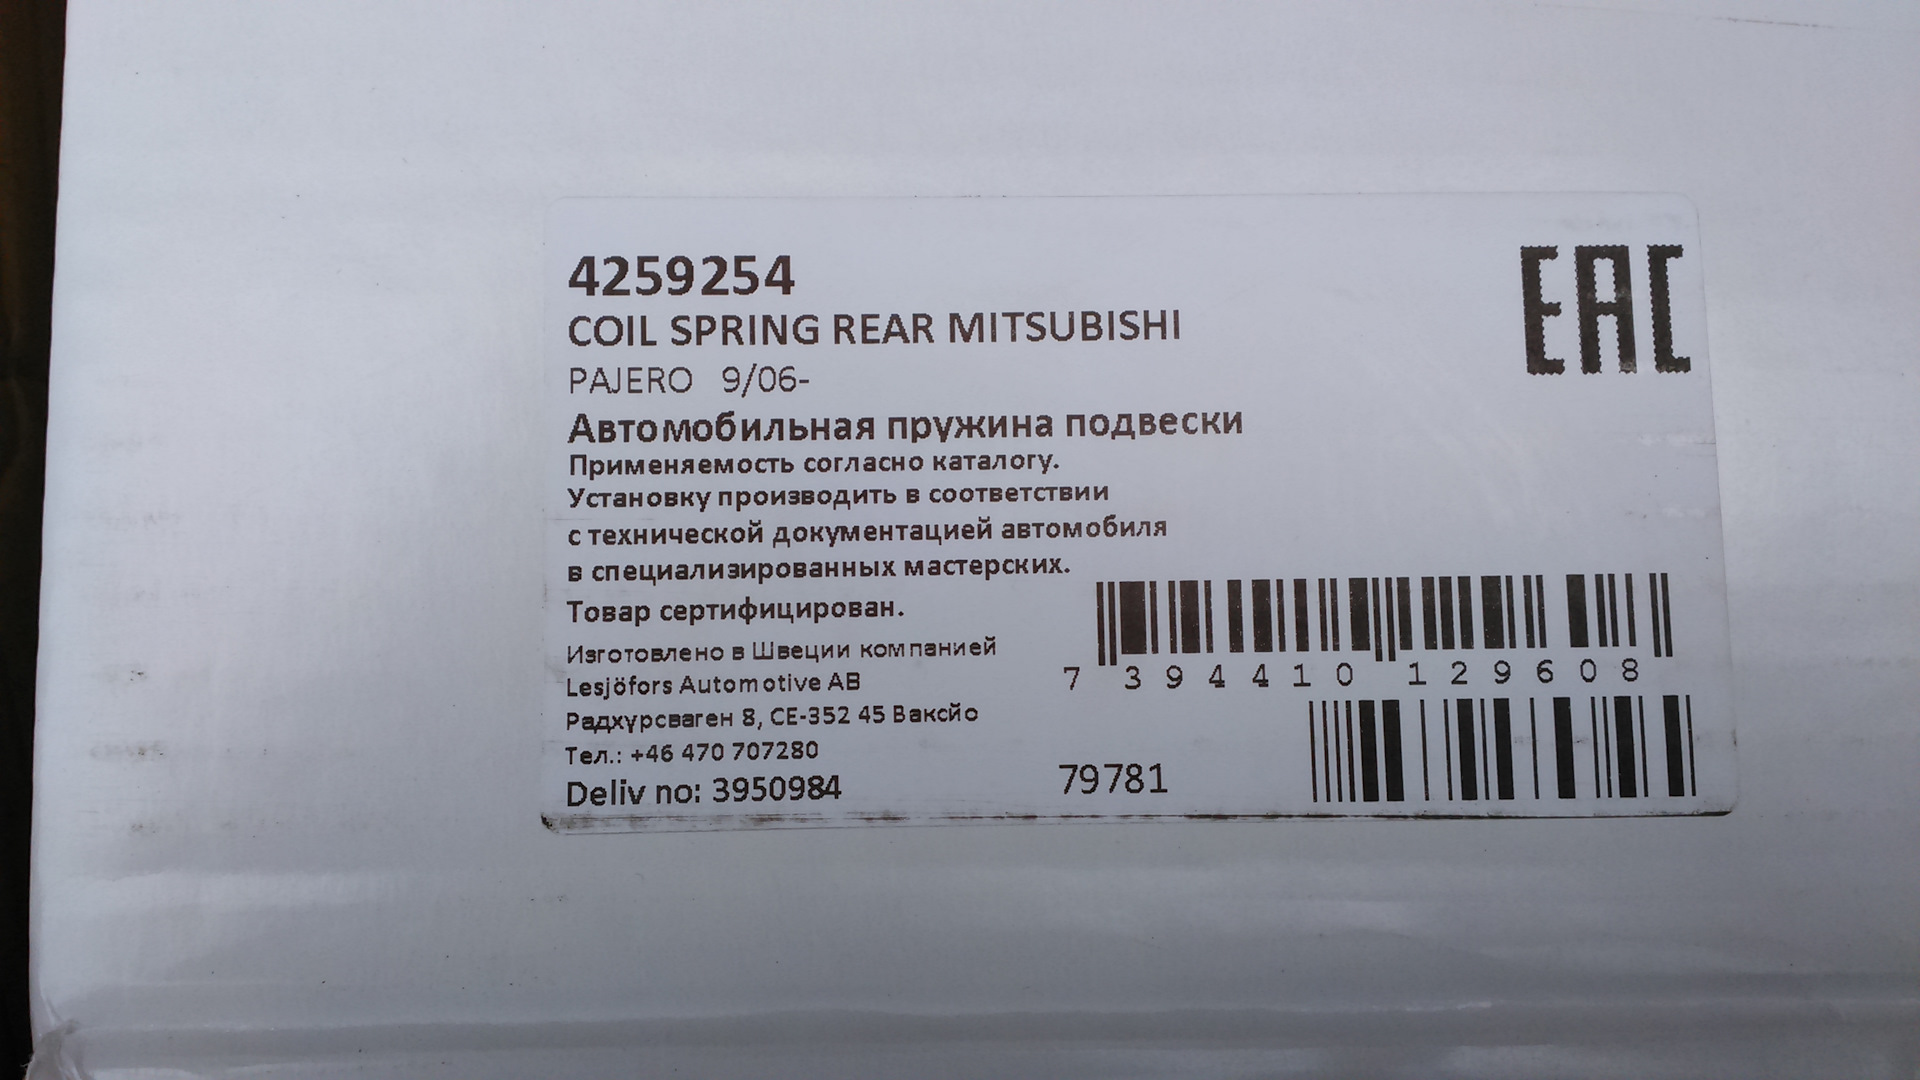 4259254
EAC
COIL SPRING REAR MITSUBISHI
PAJERO 9/06-
Автомобильная пружина подвески
Применяемость согласно каталогу.
Установку производить в соответствии
с технической документацией автомобиля
в специализированных мастерских.
Товар сертифицирован.
Изготовлено в Швеции компанией
Lesjöfors Automotive AB
7 394410 129608
Радхурсваген 8, СЕ-352 45 Ваксйо
Тел.: +46 470 707280
Deliv no: 3950984
79781